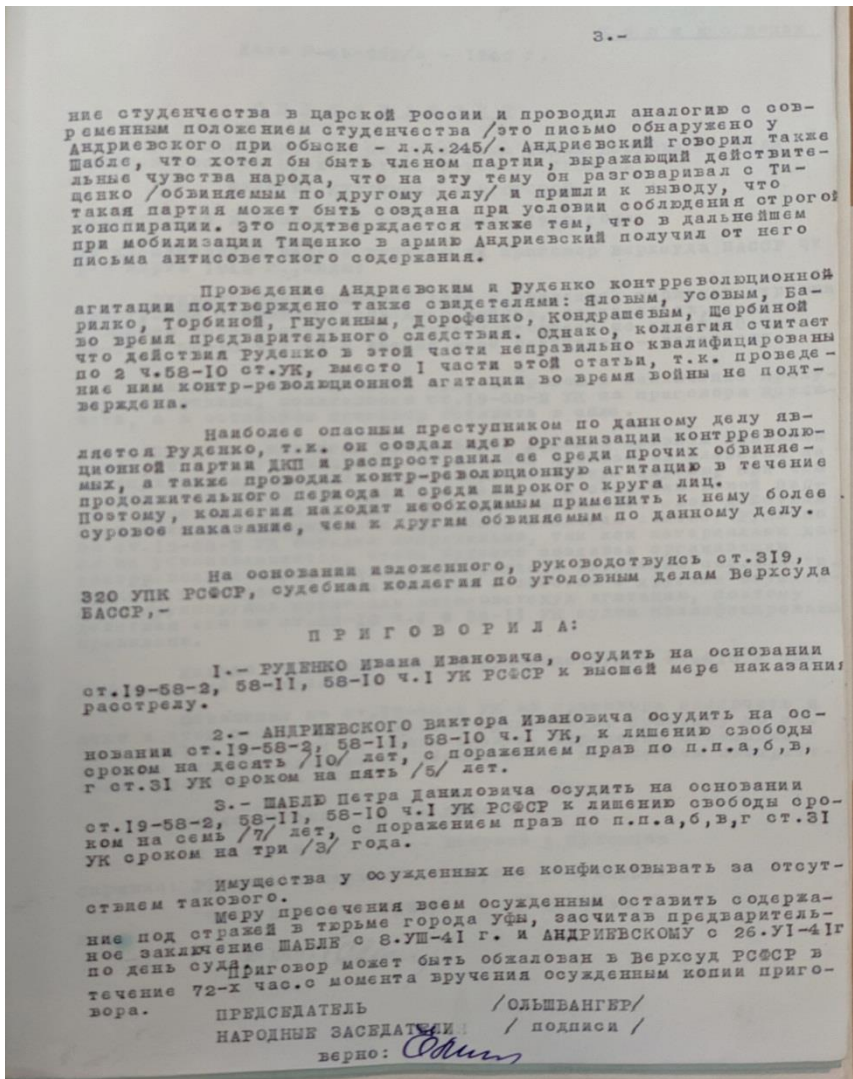 3.-
ние студенчества в царской России и проводил аналогию с сов-
ременным положением студенчества /это письмо обнаружено у
Андриевского при обыске - л.д.245/. Андриевский говорил также
Шабле, что хотел бы быть членом партии, выражающий действите-
льные чувства народа, что на эту тему он разговаривал с Ти-
щенко /обвиняемым по другому делу/ и пришли к выводу, что
такая партия может быть создана при условии соблюдения строгой
конспирации. Это подтверждается также тем, что в дальнейшем
при мобилизации Тищенко в армию Андриевский получил от него
письма антисоветского содержания.
Проведение Андриевским и Руденко контрреволюционной
агитации подтверждено также свидетелями: Яловым, Усовым, Ба-
рилко, Торбиной, Гнусиным, Дорофенко, Кондрашевым, Щербиной
во время предварительного следствия. Однако, коллегия считает
что действия Руденко в этой части неправильно квалифицированы
по 2 ч.58-10 ст.УК, вместо I части этой статьи, т.к. проведе-
ние ним контр-революционной агитации во время войны не подт-
верждена.
Наиболее опасным преступником по данному делу яв-
ляется Руденко, т.к. он создал идею организации контрреволю-
ционной партии ДКП и распространил ее среди прочих обвиняе-
мых, а также проводил контр-революционную агитацию в течение
продолжительного периода и среди широкого круга лиц.
Поэтому, коллегия находит необходимым применить к нему более
суровое наказание, чем к другим обвиняемым по данному делу.
На основании изложенного, руководствуясь ст.319,
320 УПК РСФСР, судебная коллегия по уголовным делам Верхсуда
БАССР,-
П Р И Г О В О Р И Л А:
I.- РУДЕНКО Ивана Ивановича, осудить на основании
ст.19-58-2, 58-II, 58-10 ч.I УК РСФСР к высшей мере наказания
расстрелу.
2.- АНДРИЕВСКОГО Виктора Ивановича осудить на ос-
новании ст.19-58-2, 58-II, 58-10 ч.I УК, к лишению свободы
сроком на десять /10/ лет, с поражением прав по п.п.а,б,в,
г ст.31 УК сроком на пять /5/ лет.
3.- ШАБЛЮ Петра Даниловича осудить на основании
ст.19-58-2, 58-II, 58-10 ч.I УК РСФСР к лишению свободы сро-
ком на семь /7/ лет, с поражением прав по п.п.а,б,в,г ст.31
УК сроком на три /3/ года.
Имущества у осужденных не конфисковывать за отсут-
ствием такового.
Меру пресечения всем осужденным оставить содержа-
ние под стражей в тюрьме города Уфы, засчитав предваритель-
ное заключение ШАБЛЕ с 8.УШ-41 г. и АНДРИЕВСКОМУ с 26.УI-41г
по день суда.
Приговор может быть обжалован в Верхсуд РСФСР в
течение 72-х час.с момента вручения осужденным копии приго-
вора.
ПРЕДСЕДАТЕЛЬ /ОЛЬШВАНГЕР/
НАРОДНЫЕ ЗАСЕДАТЕЛИ / подписи /
верно: